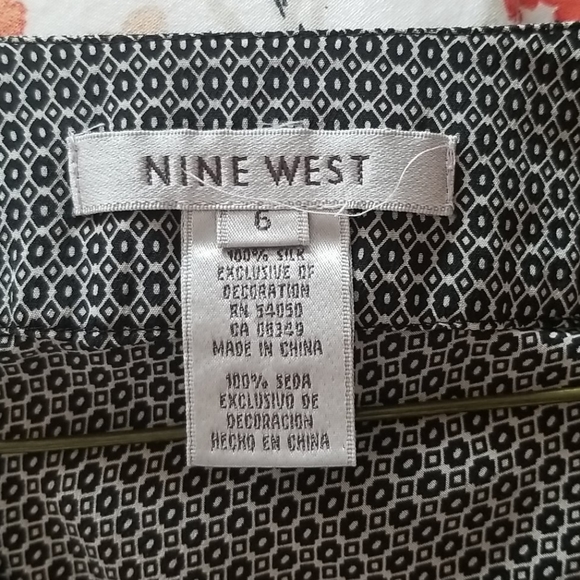 NINE WEST
6
100% SILK
EXCLUSIVE OF
DECORATION
RN 54050
CA 08349
MADE IN CHINA
100% SEDA
EXCLUSIVO DE
DECORACION
HECHO EN CHINA